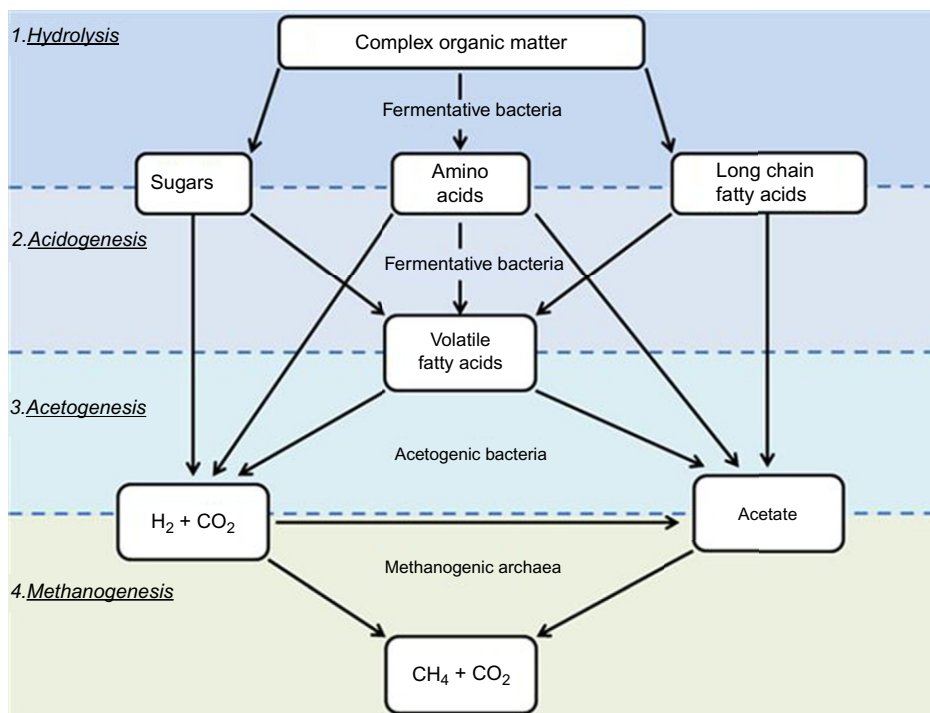 1.Hydrolysis
Complex organic matter
Fermentative bacteria
Sugars
Amino
acids
Long chain
fatty acids
2.Acidogenesis
Fermentative bacteria
Volatile
fatty acids
3.Acetogenesis
Acetogenic bacteria
H₂ + CO₂
Acetate
Methanogenic archaea
4.Methanogenesis
CH₄ + CO₂